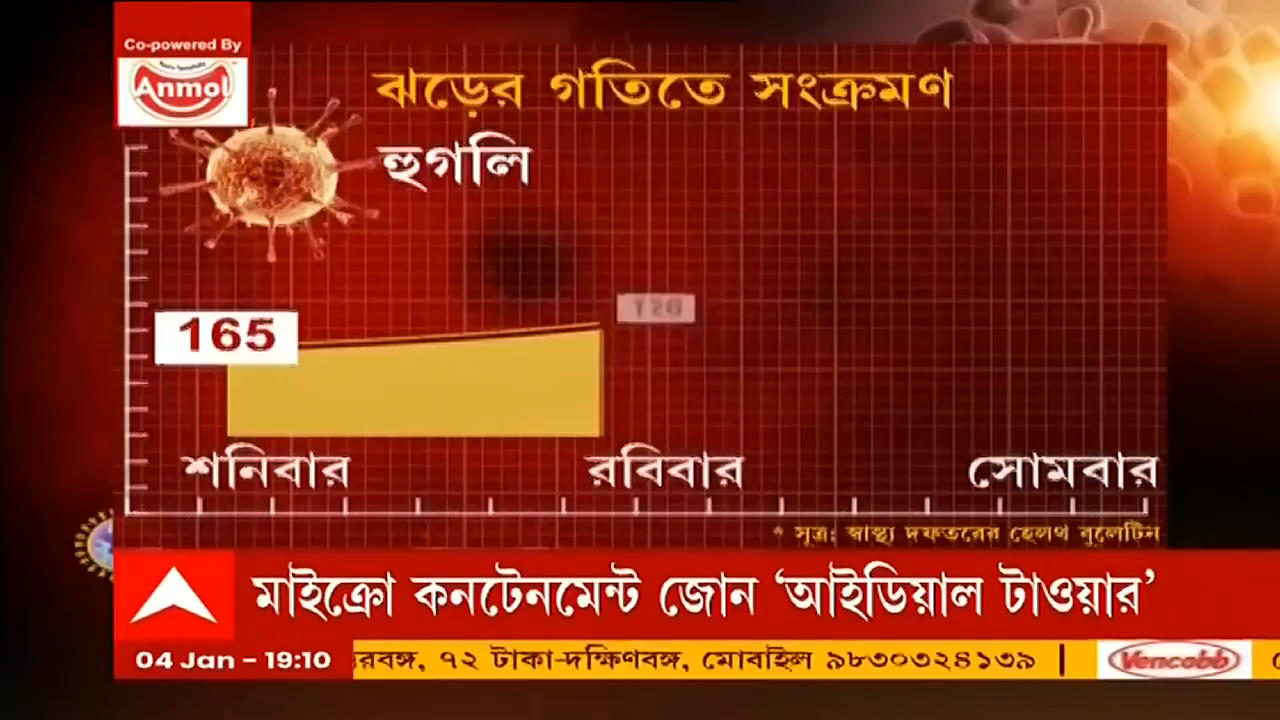 Co-powered By
Anmol
ঝড়ের গতিতে সংক্রমণ
হুগলি
165
শনিবার
রবিবার
সোমবার
* সূত্র: স্বাস্থ্য দফতরের হেলথ বুলেটিন
মাইক্রো কনটেনমেন্ট জোন ‘আইডিয়াল টাওয়ার’
04 Jan – 19:10
রবঙ্গ, ৭২ টাকা-দক্ষিণবঙ্গ, মোবাইল ৯৮৩০৩২৪১৩৯ |
Vencobb